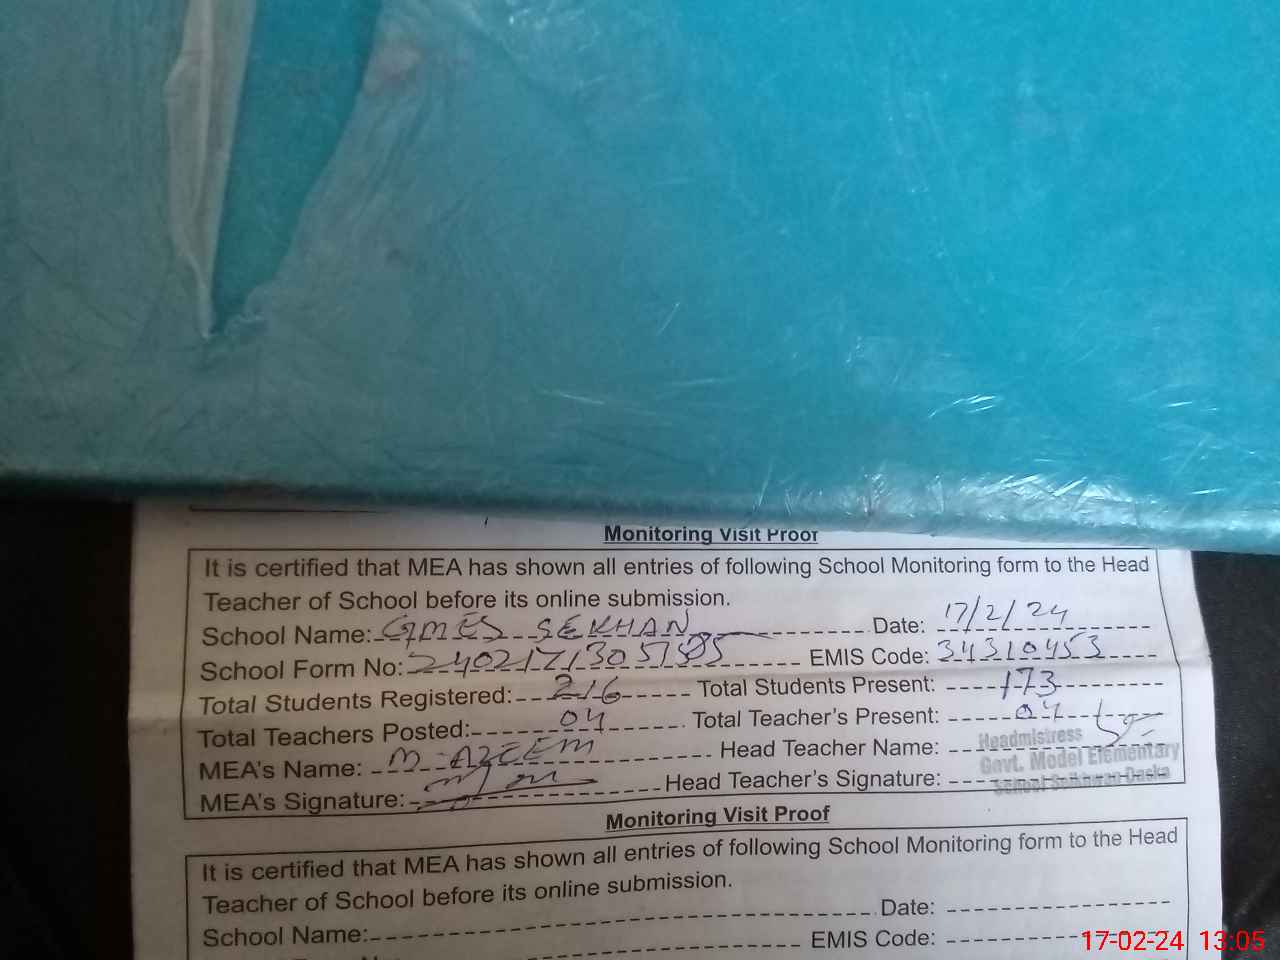 Monitoring Visit Proof
It is certified that MEA has shown all entries of following School Monitoring form to the Head
Teacher of School before its online submission.
School Name: GMES SEKHAN Date: 17/2/24
School Form No: EMIS Code: 34310453
Total Students Registered: 216 Total Students Present: 173
Total Teachers Posted: 04 Total Teacher's Present: 04
MEA's Name: M. AZEEM Head Teacher Name:
Headmistress
Govt. Model Elementary
School Daska
MEA's Signature: Head Teacher's Signature:
Monitoring Visit Proof
It is certified that MEA has shown all entries of following School Monitoring form to the Head
Teacher of School before its online submission.
School Name: Date:
EMIS Code:
17-02-24 13:05